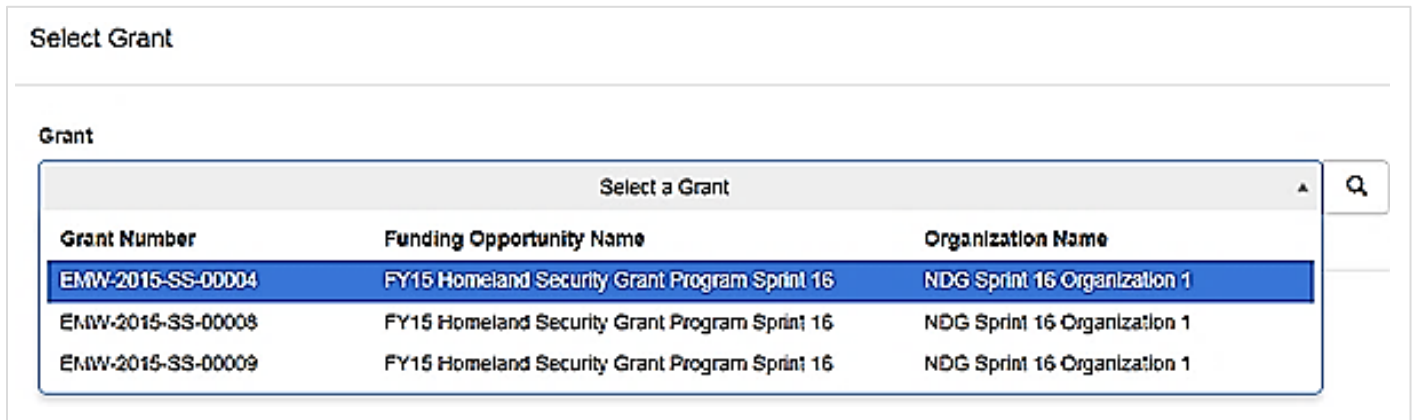 Select Grant
Grant
Select a Grant
Grant Number Funding Opportunity Name Organization Name
EMW-2015-SS-00004 FY15 Homeland Security Grant Program Sprint 16 NDG Sprint 16 Organization 1
EMW-2015-SS-00008 FY15 Homeland Security Grant Program Sprint 16 NDG Sprint 16 Organization 1
EMW-2015-SS-00009 FY15 Homeland Security Grant Program Sprint 16 NDG Sprint 16 Organization 1